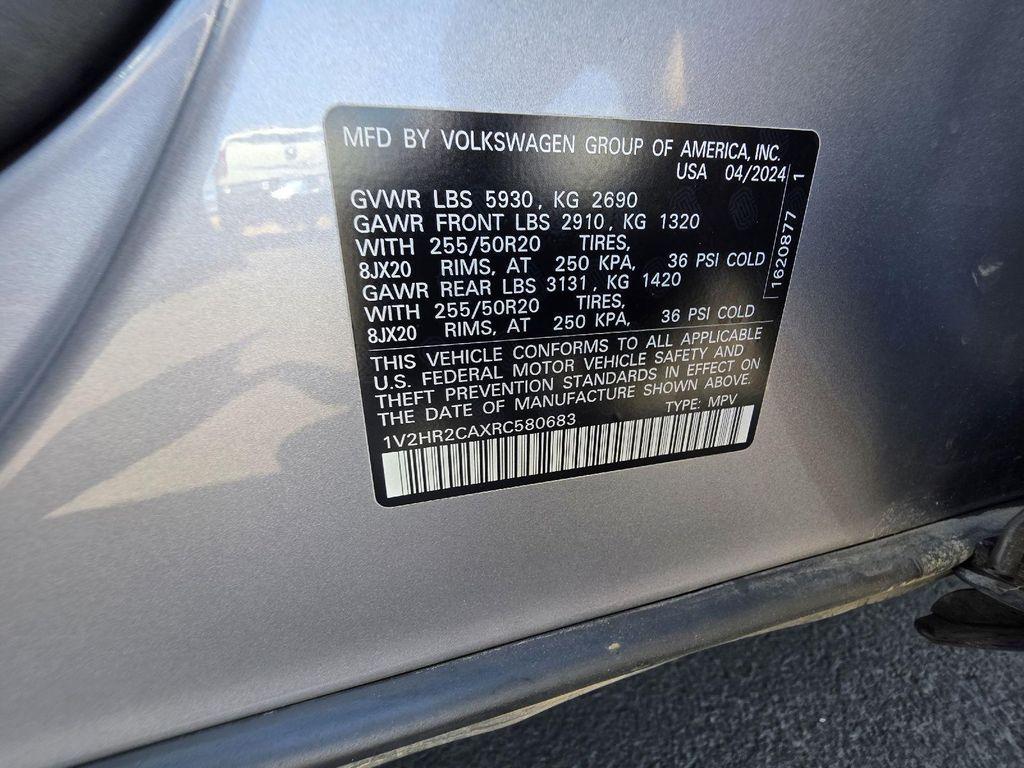 MFD BY VOLKSWAGEN GROUP OF AMERICA, INC.
USA 04/2024
GVWR LBS 5930, KG 2690
GAWR FRONT LBS 2910, KG 1320
WITH 255/50R20 TIRES,
8JX20 RIMS, AT 250 KPA, 36 PSI COLD
GAWR REAR LBS 3131, KG 1420
WITH 255/50R20 TIRES,
8JX20 RIMS, AT 250 KPA, 36 PSI COLD
1620877 1
THIS VEHICLE CONFORMS TO ALL APPLICABLE
U.S. FEDERAL MOTOR VEHICLE SAFETY AND
THEFT PREVENTION STANDARDS IN EFFECT ON
THE DATE OF MANUFACTURE SHOWN ABOVE.
1V2HR2CAXRC580683 TYPE: MPV